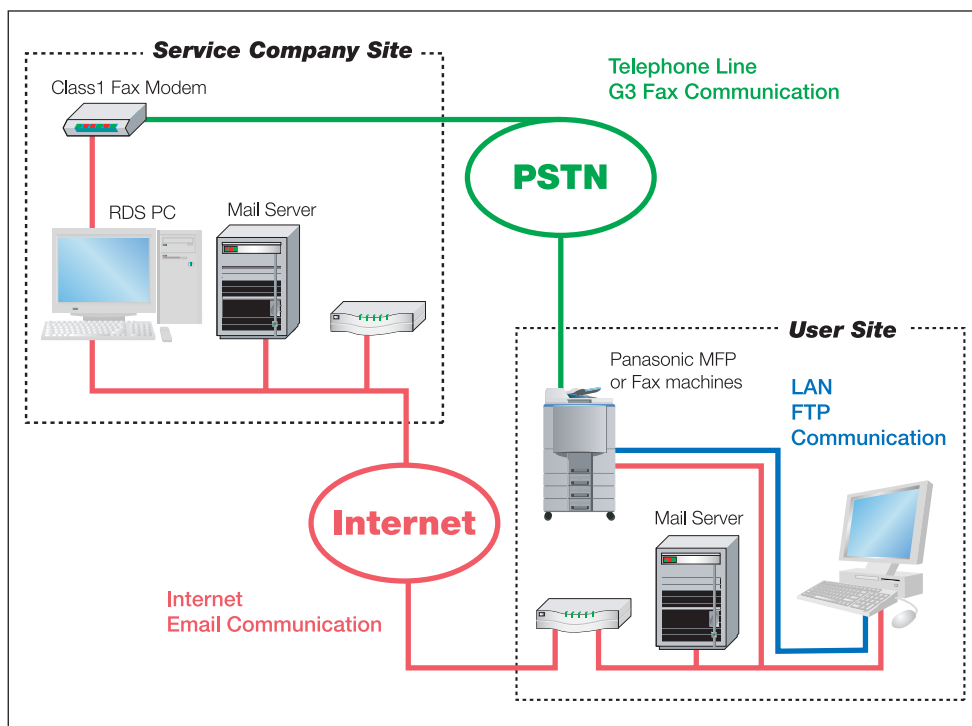 Service Company Site
Class1 Fax Modem
Telephone Line
G3 Fax Communication
PSTN
RDS PC
Mail Server
User Site
Panasonic MFP
or Fax machines
LAN
FTP
Communication
Internet
Mail Server
Internet
Email Communication